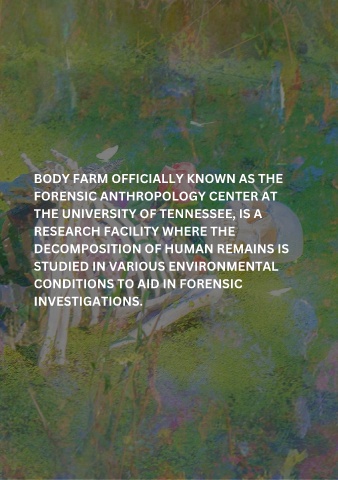 BODY FARM OFFICIALLY KNOWN AS THE
FORENSIC ANTHROPOLOGY CENTER AT
THE UNIVERSITY OF TENNESSEE, IS A
RESEARCH FACILITY WHERE THE
DECOMPOSITION OF HUMAN REMAINS IS
STUDIED IN VARIOUS ENVIRONMENTAL
CONDITIONS TO AID IN FORENSIC
INVESTIGATIONS.